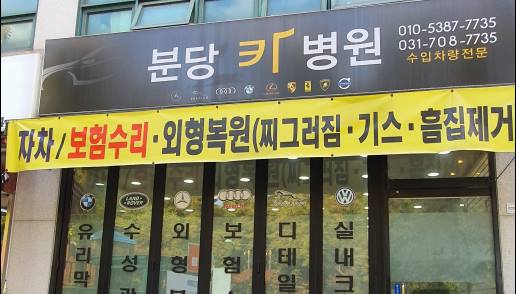 분당 카 병원
010-5387-7735
031-708-7735
수입차량전문
자차/보험수리·외형복원(찌그러짐·기스·흠집제거
유리막
수성광
외형복
보험
디테일
실내크